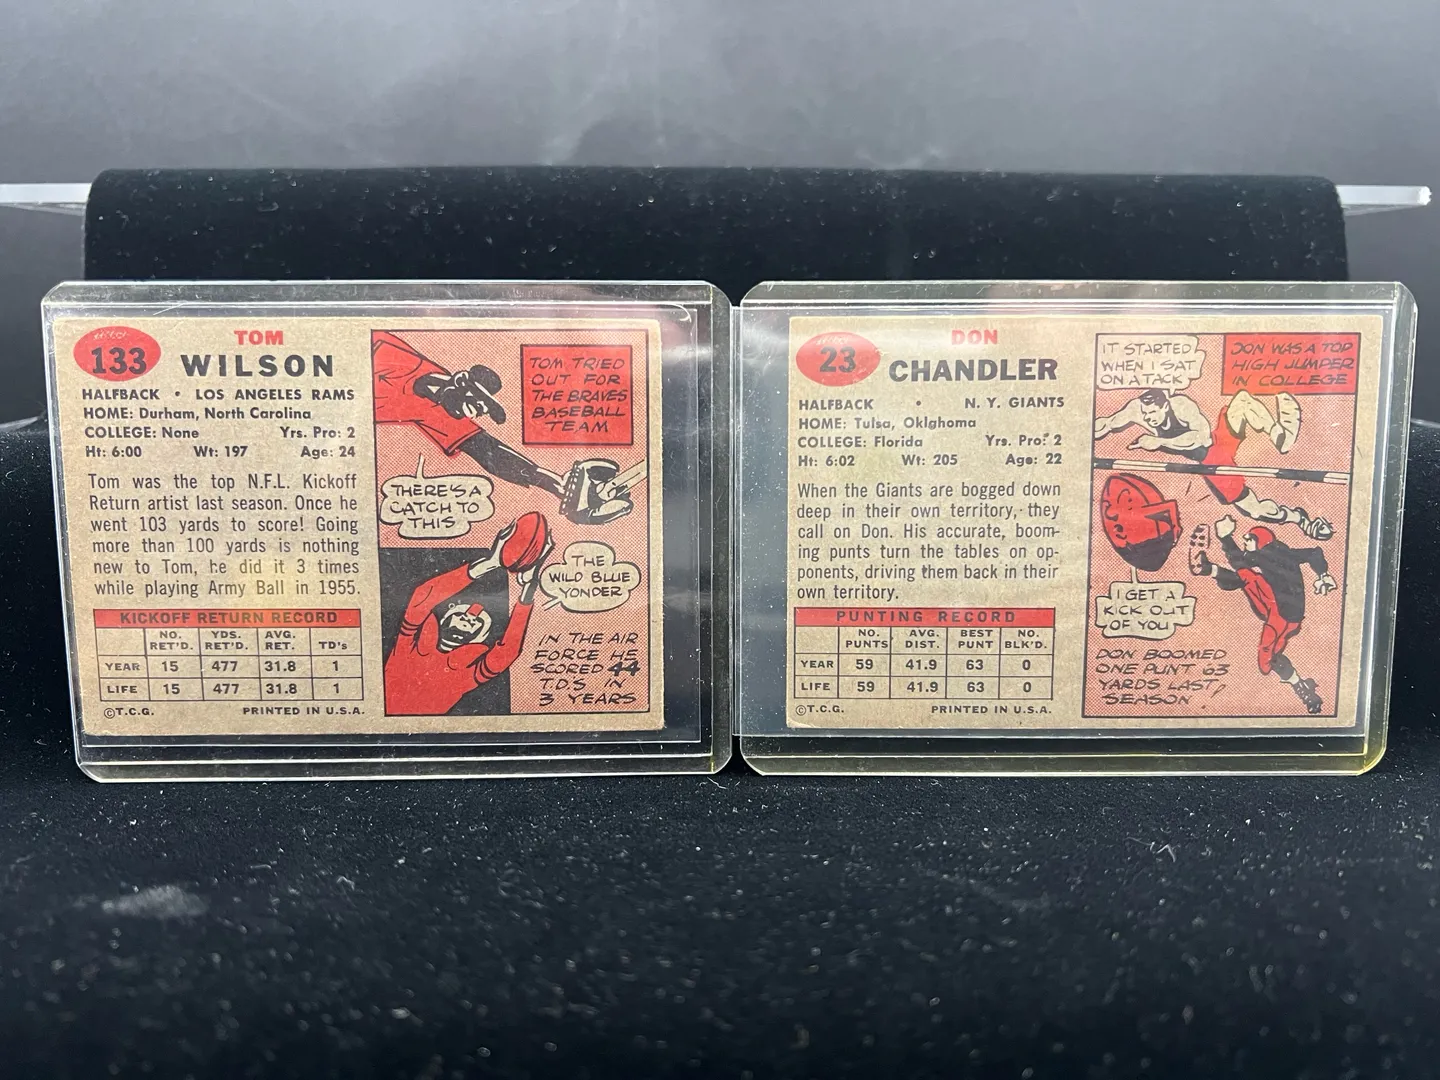 133
TOM
WILSON
HALFBACK • LOS ANGELES RAMS
HOME: Durham, North Carolina
COLLEGE: None Yrs. Pro: 2
Ht: 6:00 Wt: 197 Age: 24
Tom was the top N.F.L. Kickoff
Return artist last season. Once he
went 103 yards to score! Going
more than 100 yards is nothing
new to Tom, he did it 3 times
while playing Army Ball in 1955.
KICKOFF RETURN RECORD
NO. RET'D. YDS. RET'D. AVG. RET. TD's
YEAR 15 477 31.8 1
LIFE 15 477 31.8 1
©T.C.G. PRINTED IN U.S.A.
TOM TRIED
OUT FOR
THE BRAVES
BASEBALL
TEAM
THERE'S A
CATCH TO
THIS
THE
WILD BLUE
YONDER
IN THE AIR
FORCE HE
SCORED 44
T.D.'S IN
3 YEARS
23
DON
CHANDLER
HALFBACK • N. Y. GIANTS
HOME: Tulsa, Oklghoma
COLLEGE: Florida Yrs. Pro: 2
Ht: 6:02 Wt: 205 Age: 22
When the Giants are bogged down
deep in their own territory, they
call on Don. His accurate, boom-
ing punts turn the tables on op-
ponents, driving them back in their
own territory.
PUNTING RECORD
NO. PUNTS AVG. DIST. BEST PUNT NO. BLK'D.
YEAR 59 41.9 63 0
LIFE 59 41.9 63 0
©T.C.G. PRINTED IN U.S.A.
IT STARTED
WHEN I SAT
ON A TACK
DON WAS A TOP
HIGH JUMPER
IN COLLEGE
I GET A
KICK OUT
OF YOU
DON BOOMED
ONE PUNT 63
YARDS LAST
SEASON